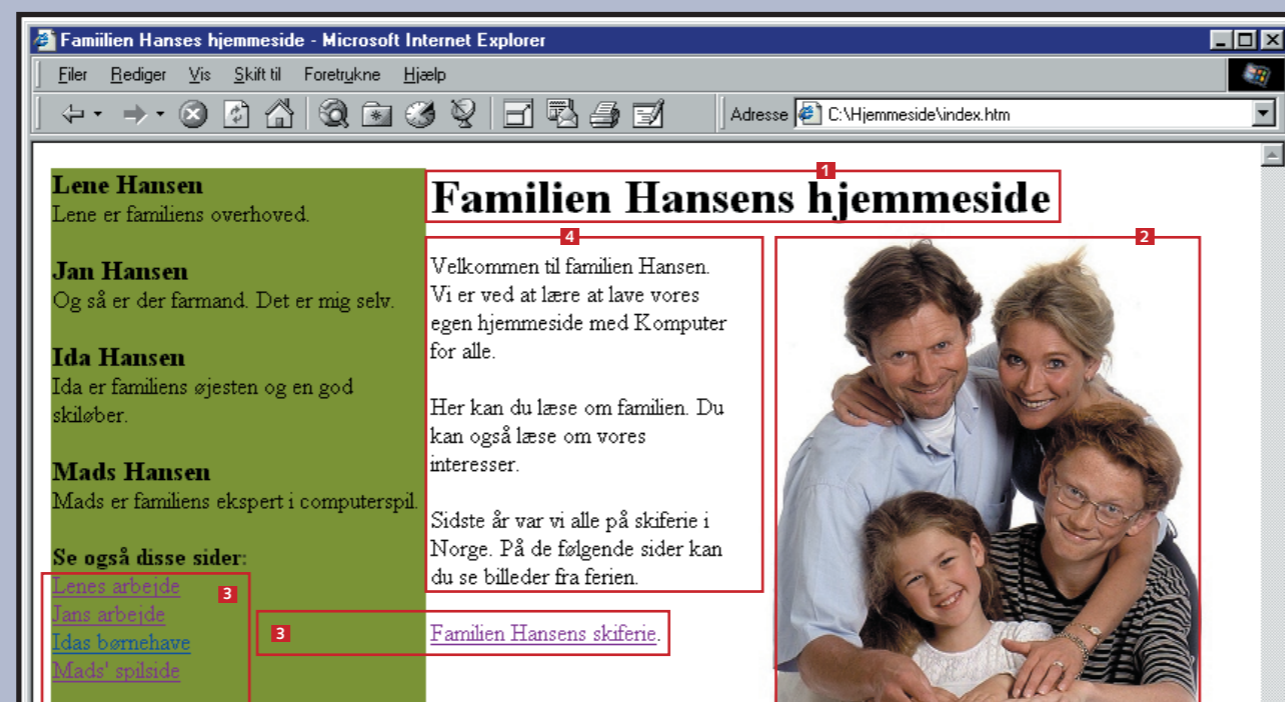 Famiilien Hanses hjemmeside - Microsoft Internet Explorer
Filer Rediger Vis Skift til Foretrukne Hjælp
Adresse C:\Hjemmeside\index.htm
Lene Hansen
Lene er familiens overhoved.
Jan Hansen
Og så er der farmand. Det er mig selv.
Ida Hansen
Ida er familiens øjesten og en god
skiløber.
Mads Hansen
Mads er familiens ekspert i computerspil.
Se også disse sider:
Lenes arbejde
Jans arbejde
Idas børnehave
Mads' spilside
3
1
Familien Hansens hjemmeside
4
Velkommen til familien Hansen.
Vi er ved at lære at lave vores
egen hjemmeside med Komputer
for alle.
Her kan du læse om familien. Du
kan også læse om vores
interesser.
Sidste år var vi alle på skiferie i
Norge. På de følgende sider kan
du se billeder fra ferien.
3
Familien Hansens skiferie.
2